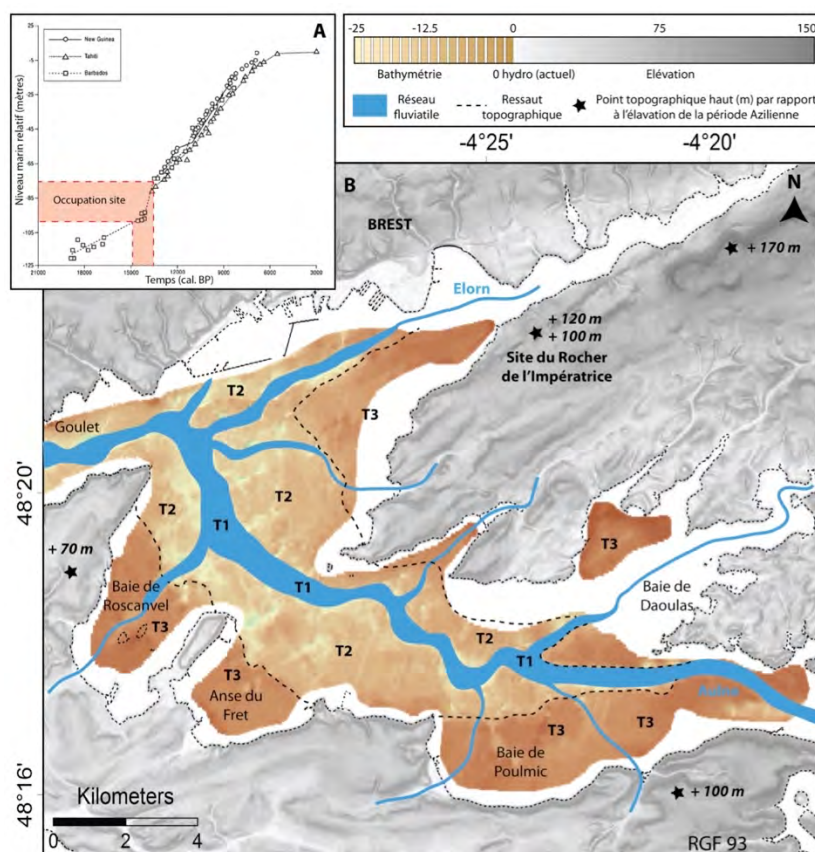 A
New Guinea
Tahiti
Barbados
Niveau marin relatif (mètres)
-5
-25
-45
-65
-85
-105
-125
Occupation site
21000
18000
15000
12000
9000
6000
3000
Temps (cal. BP)
-25
-12.5
0
75
150
Bathymétrie
0 hydro (actuel)
Elévation
Réseau
fluviatile
Ressaut
topographique
Point topographique haut (m) par rapport
à l'élavation de la période Azilienne
-4°25'
-4°20'
B
N
BREST
+ 170 m
Elorn
+ 120 m
+ 100 m
Site du Rocher
de l'Impératrice
T2
T3
Goulet
48°20'
T2
T2
T1
+ 70 m
T3
T1
Baie de
Roscanvel
Baie de
Daoulas
T3
T2
T2
T1
T3
Anse du
Fret
T3
T3
Baie de
Poulmic
48°16'
Kilometers
0
2
4
+ 100 m
RGF 93